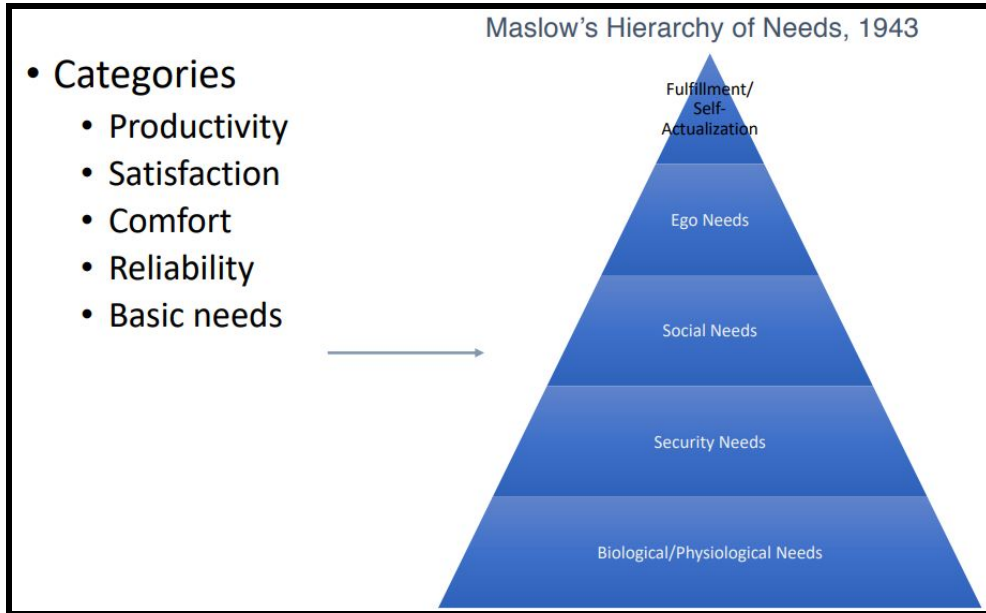 Maslow's Hierarchy of Needs, 1943
• Categories
• Productivity
• Satisfaction
• Comfort
• Reliability
• Basic needs
Fulfillment/
Self-
Actualization
Ego Needs
Social Needs
Security Needs
Biological/Physiological Needs